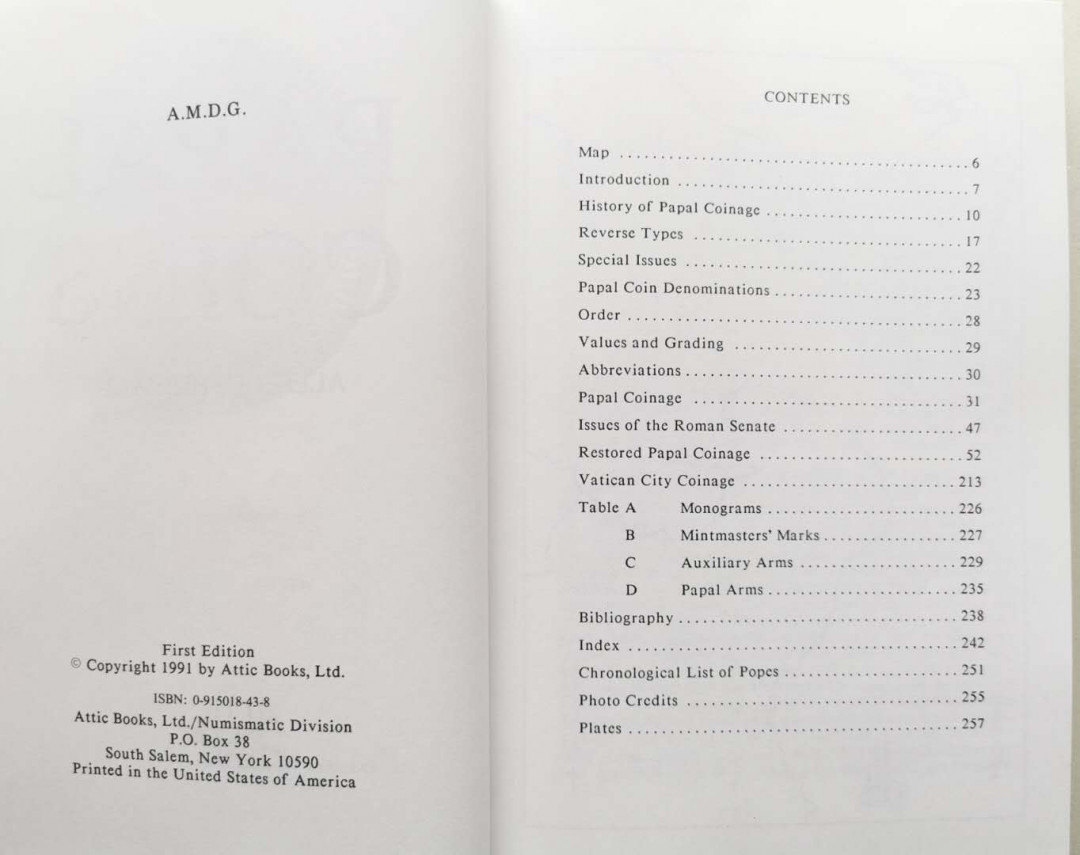 A.M.D.G.
First Edition
© Copyright 1991 by Attic Books, Ltd.
ISBN: 0-915018-43-8
Attic Books, Ltd./Numismatic Division
P.O. Box 38
South Salem, New York 10590
Printed in the United States of America
CONTENTS
Map 6
Introduction 7
History of Papal Coinage 10
Reverse Types 17
Special Issues 22
Papal Coin Denominations 23
Order 28
Values and Grading 29
Abbreviations 30
Papal Coinage 31
Issues of the Roman Senate 47
Restored Papal Coinage 52
Vatican City Coinage 213
Table A Monograms 226
B Mintmasters' Marks 227
C Auxiliary Arms 229
D Papal Arms 235
Bibliography 238
Index 242
Chronological List of Popes 251
Photo Credits 255
Plates 257